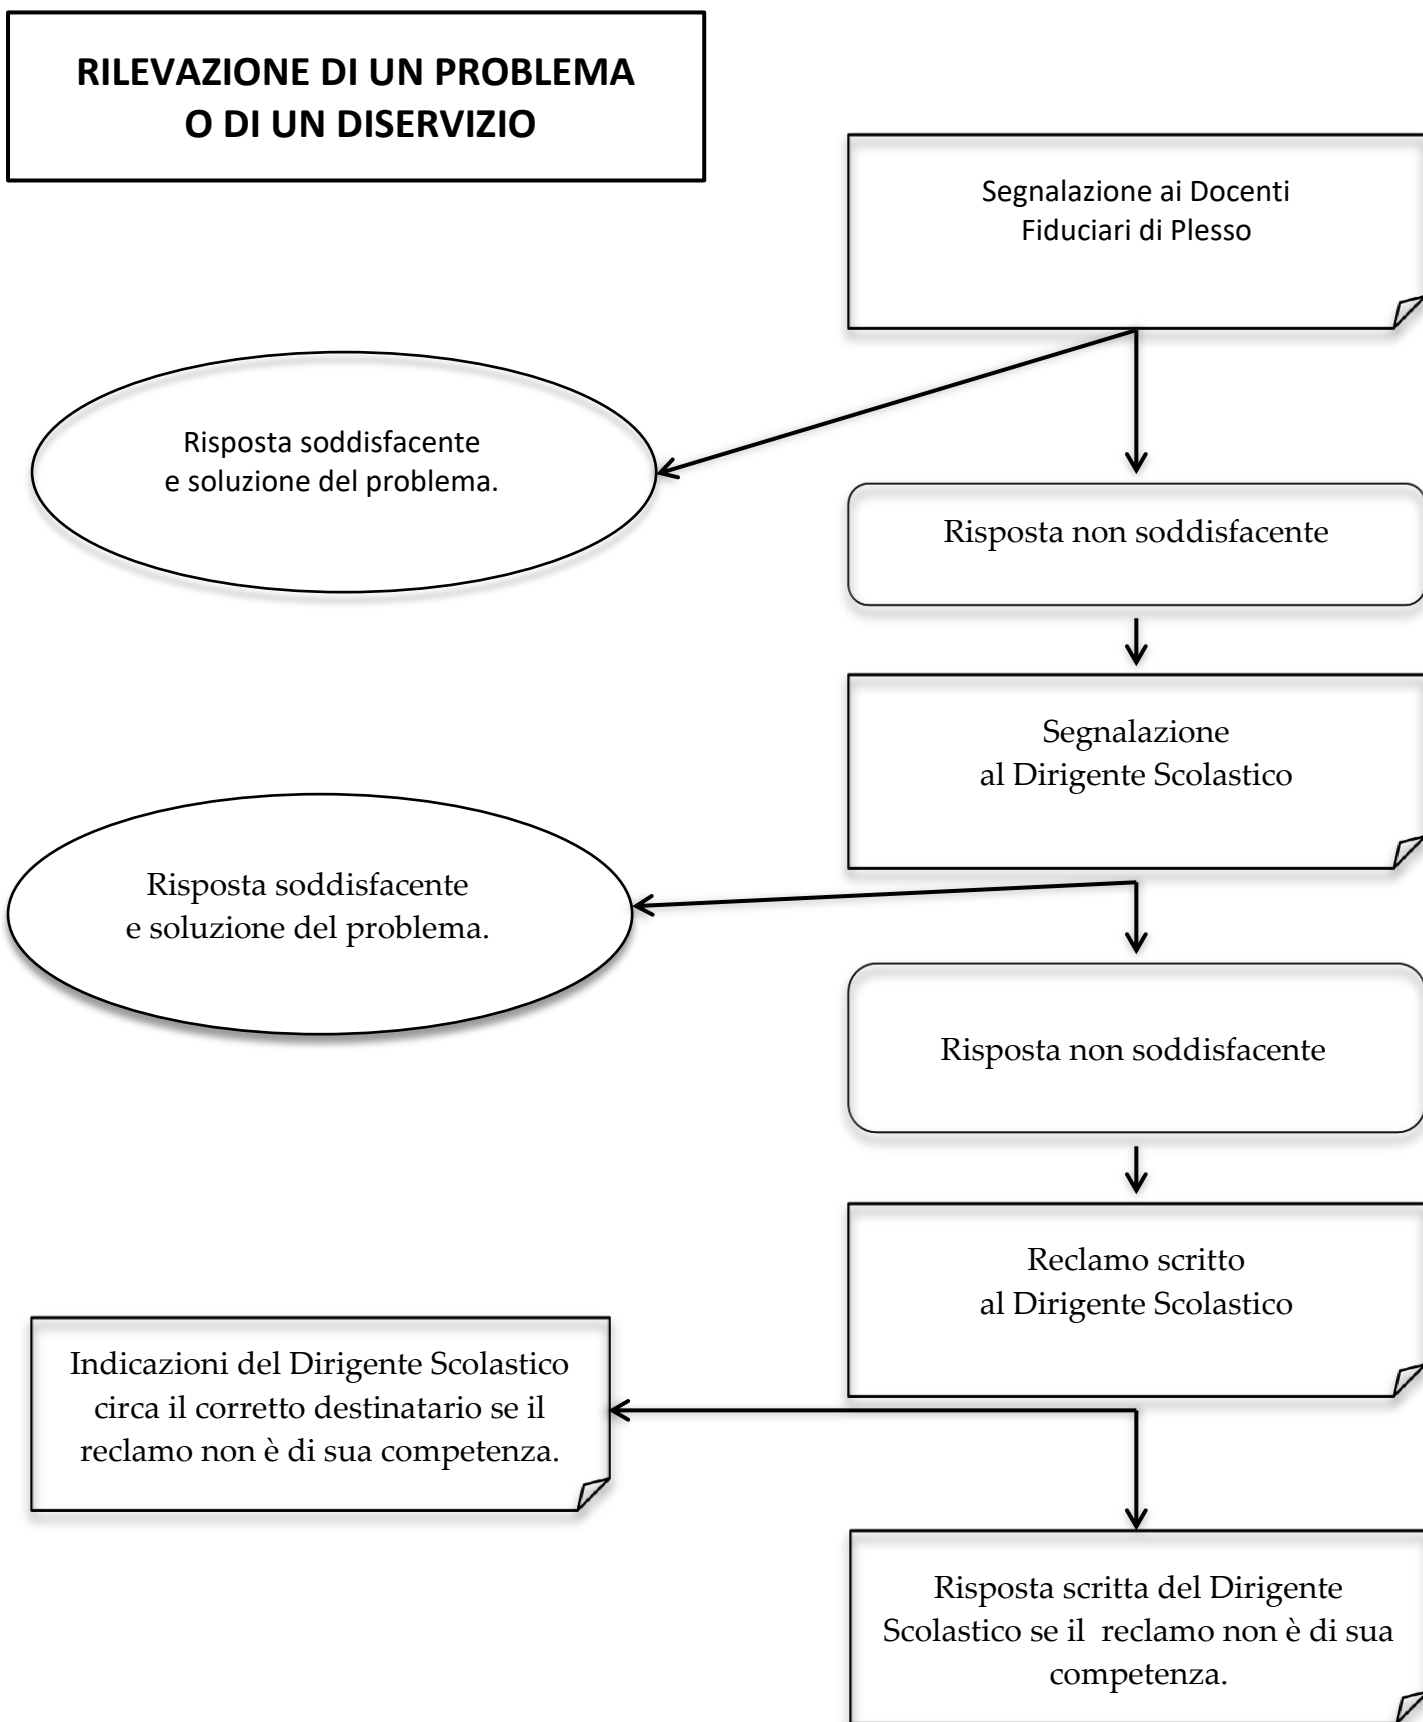 RILEVAZIONE DI UN PROBLEMA
O DI UN DISERVIZIO
Segnalazione ai Docenti
Fiduciari di Plesso
Risposta soddisfacente
e soluzione del problema.
Risposta non soddisfacente
Segnalazione
al Dirigente Scolastico
Risposta soddisfacente
e soluzione del problema.
Risposta non soddisfacente
Reclamo scritto
al Dirigente Scolastico
Indicazioni del Dirigente Scolastico
circa il corretto destinatario se il
reclamo non è di sua competenza.
Risposta scritta del Dirigente
Scolastico se il  reclamo non è di sua
competenza.